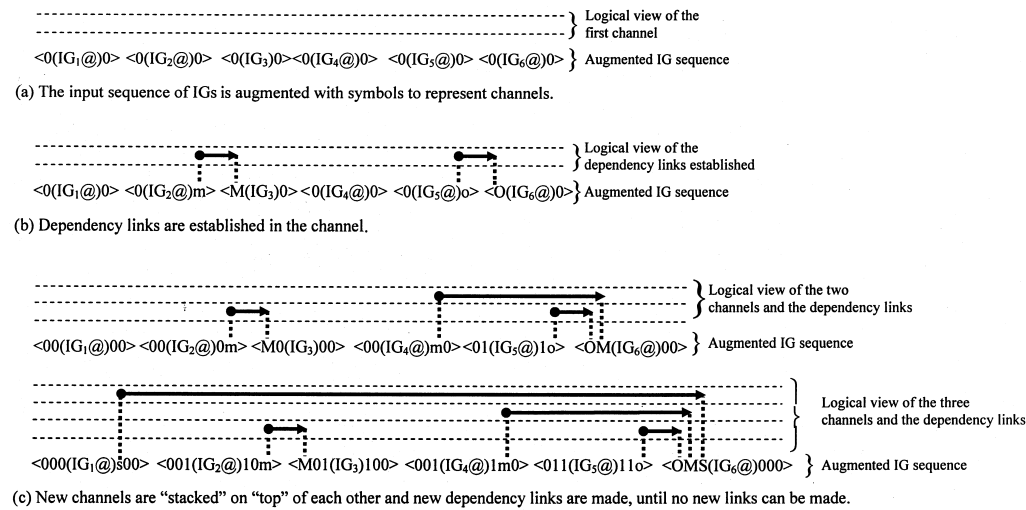 Logical view of the
first channel
<0(IG₁@)0> <0(IG₂@)0> <0(IG₃)0><0(IG₄@)0> <0(IG₅@)0> <0(IG₆@)0> } Augmented IG sequence
(a) The input sequence of IGs is augmented with symbols to represent channels.
Logical view of the
dependency links established
<0(IG₁@)0> <0(IG₂@)m> <M(IG₃)0> <0(IG₄@)0> <0(IG₅@)o> <O(IG₆@)0> } Augmented IG sequence
(b) Dependency links are established in the channel.
Logical view of the two
channels and the dependency links
<00(IG₁@)00> <00(IG₂@)0m> <M0(IG₃)00> <00(IG₄@)m0><01(IG₅@)1o> <OM(IG₆@)00> } Augmented IG sequence
Logical view of the three
channels and the dependency links
<000(IG₁@)s00> <001(IG₂@)10m> <M01(IG₃)100> <001(IG₄@)1m0> <011(IG₅@)11o> <OMS(IG₆@)000> } Augmented IG sequence
(c) New channels are “stacked” on “top” of each other and new dependency links are made, until no new links can be made.